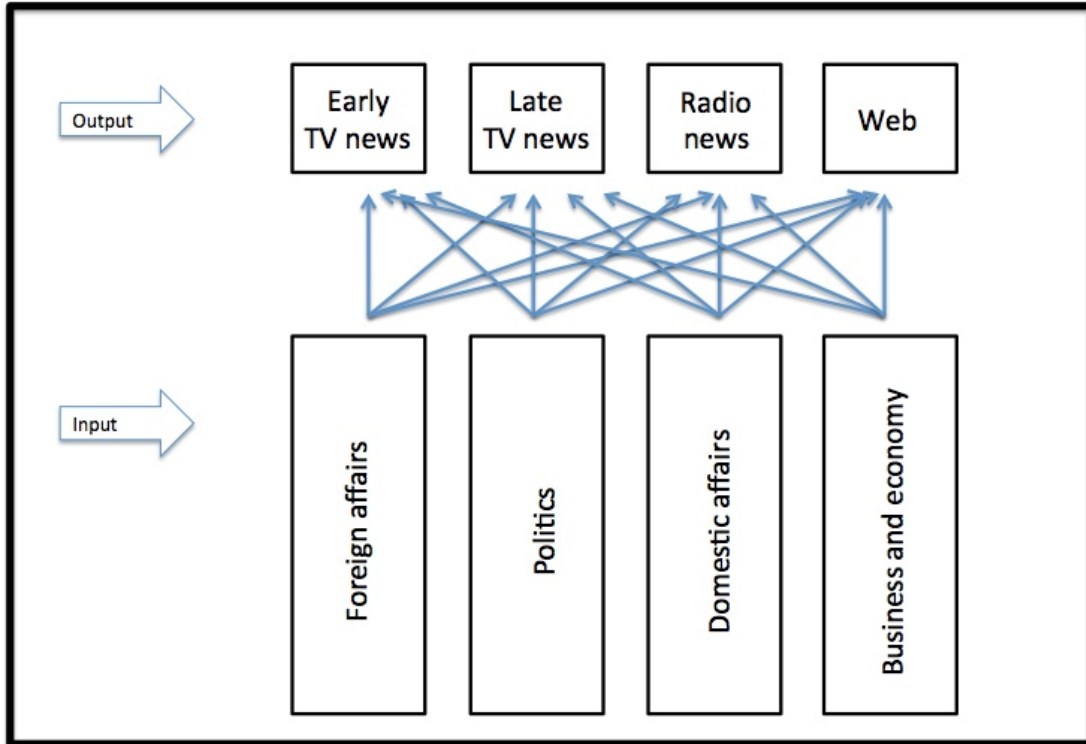 Output
Early
TV news
Late
TV news
Radio
news
Web
Input
Foreign affairs
Politics
Domestic affairs
Business and economy